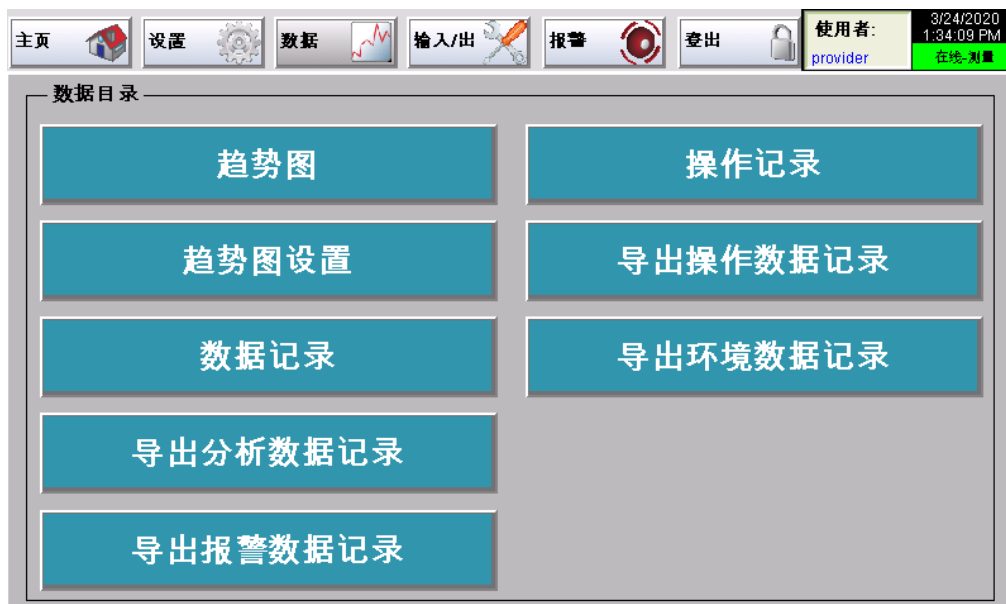 主页
设置
数据
输入/出
报警
登出
使用者:
provider
3/24/2020
1:34:09 PM
在线-测量
数据目录
趋势图
操作记录
趋势图设置
导出操作数据记录
数据记录
导出环境数据记录
导出分析数据记录
导出报警数据记录